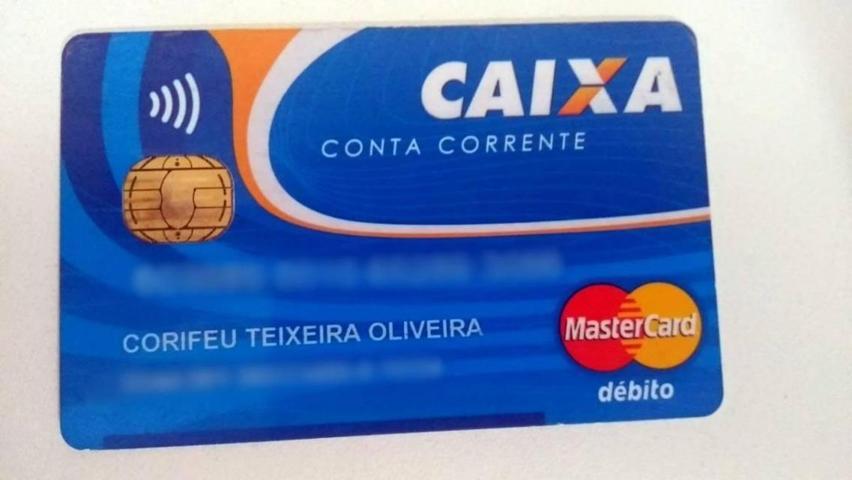 CAIXA
CONTA CORRENTE
CORIFEU TEIXEIRA OLIVEIRA
MasterCard
débito